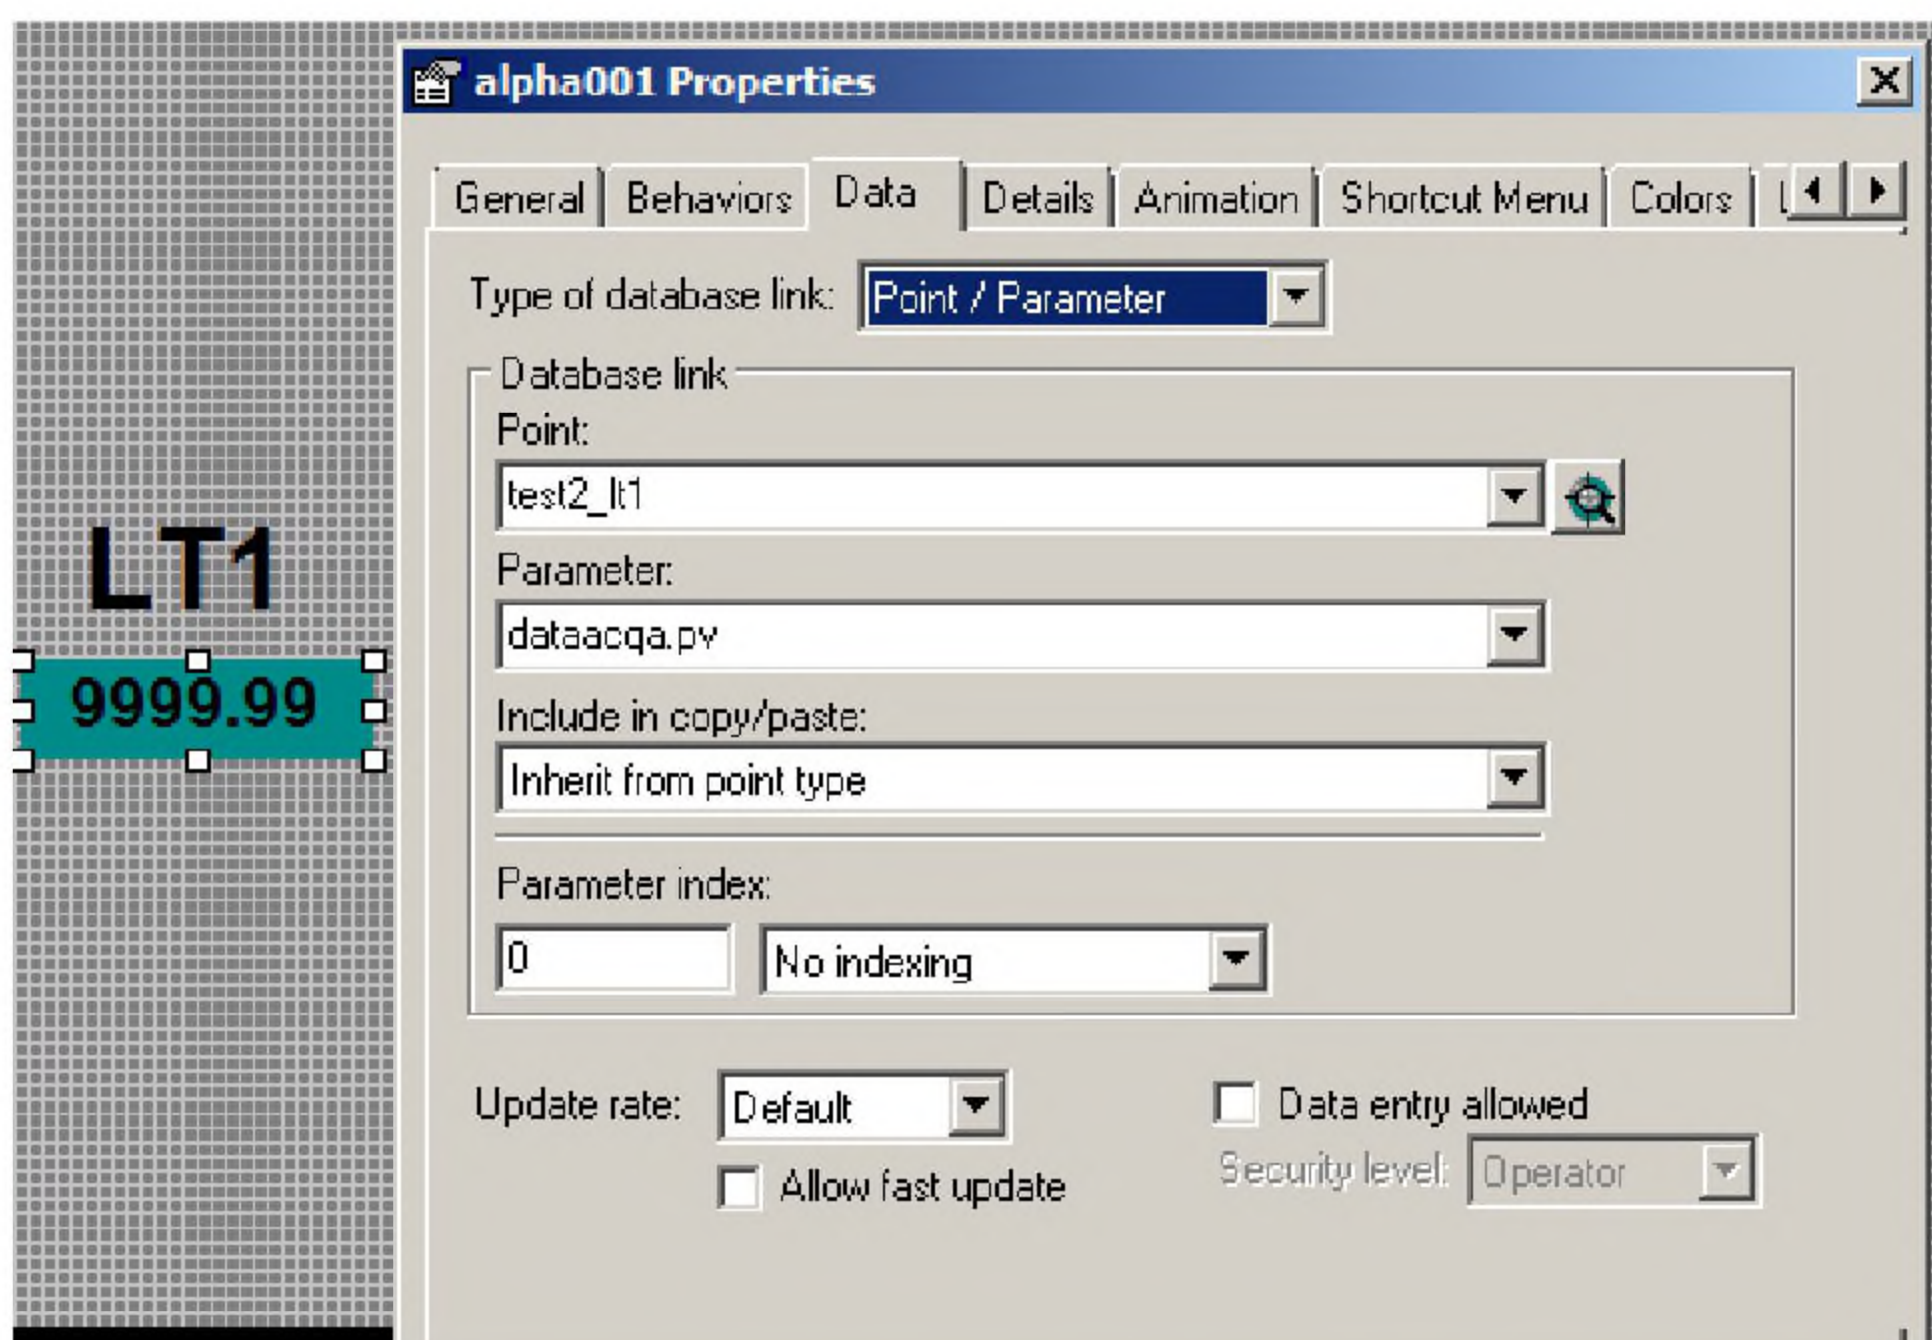 alpha001 Properties
General Behaviors Data Details Animation Shortcut Menu Colors
Type of database link: Point / Parameter
Database link
Point:
test2_lt1
Parameter:
dataacqa.pv
Include in copy/paste:
Inherit from point type
Parameter index:
0 No indexing
Update rate: Default Data entry allowed
Allow fast update Security level: Operator
LT1
9999.99